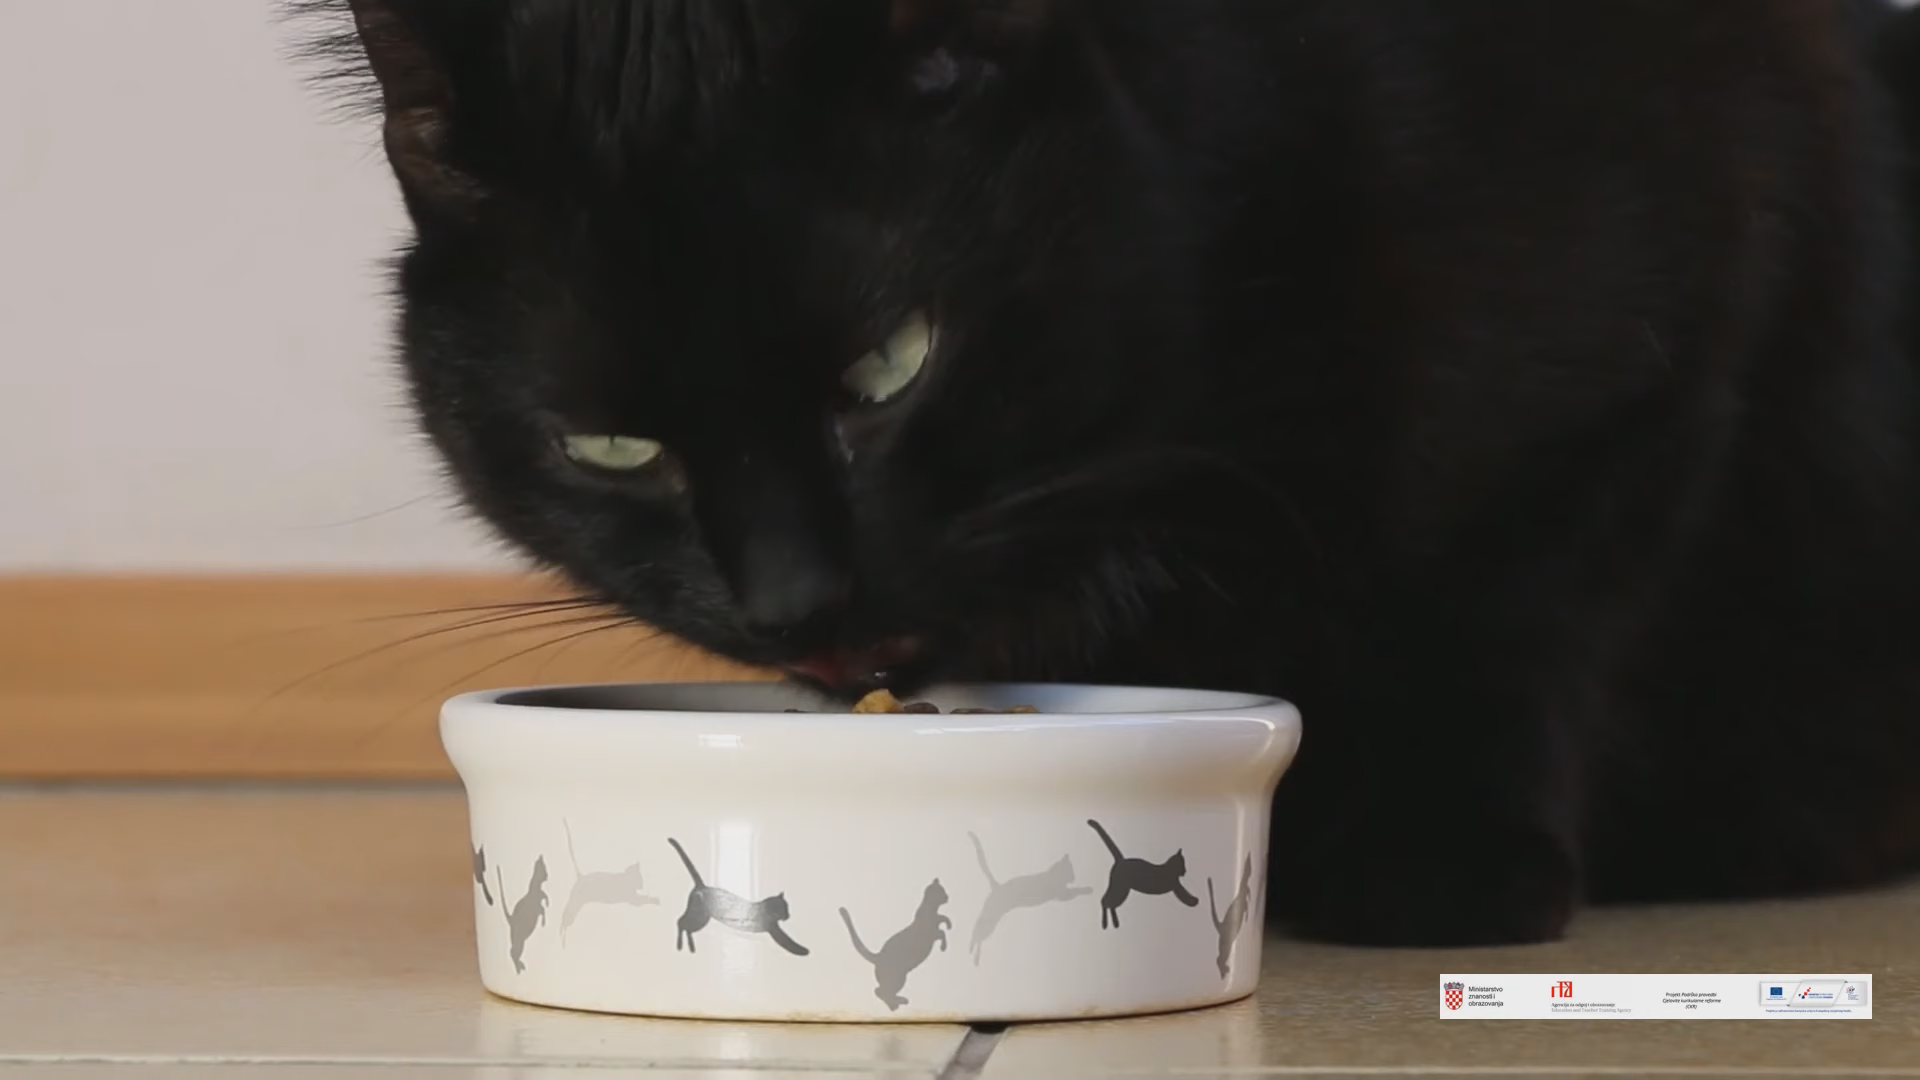 Ministarstvo
znanosti i
obrazovanja
Agencija za odgoj i obrazovanje
Education and Teacher Training Agency
Projekt Podrška provedbi
Cjelovite kurikularne reforme
(CKR)